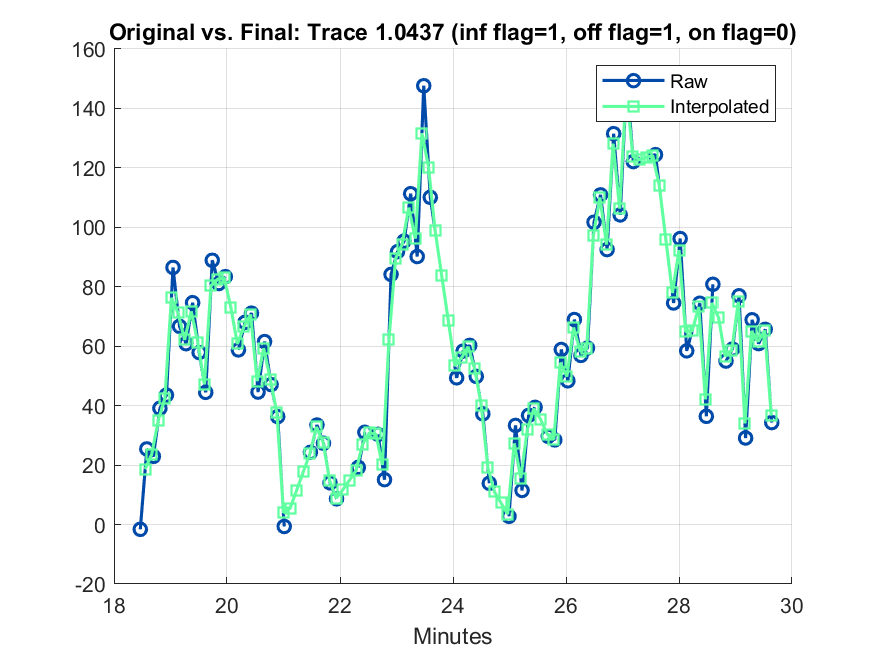 Original vs. Final: Trace 1.0437 (inf flag=1, off flag=1, on flag=0)
160
140
120
100
80
60
40
20
0
-20
Raw
Interpolated
18 20 22 24 26 28 30
Minutes